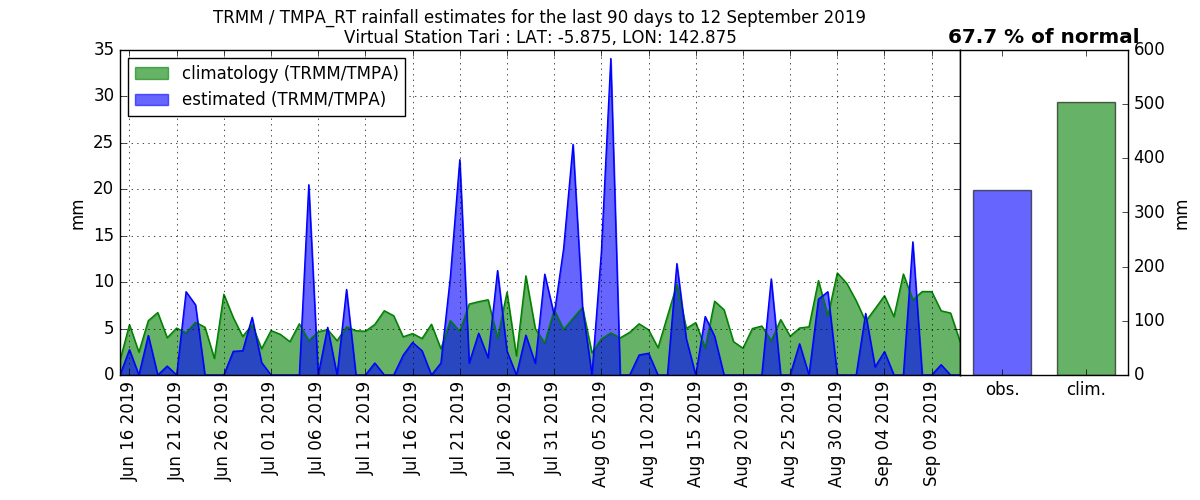 TRMM / TMPA_RT rainfall estimates for the last 90 days to 12 September 2019
Virtual Station Tari : LAT: -5.875, LON: 142.875
67.7 % of normal
climatology (TRMM/TMPA)
estimated (TRMM/TMPA)
35
30
25
20
15
10
5
0
mm
Jun 16 2019
Jun 21 2019
Jun 26 2019
Jul 01 2019
Jul 06 2019
Jul 11 2019
Jul 16 2019
Jul 21 2019
Jul 26 2019
Jul 31 2019
Aug 05 2019
Aug 10 2019
Aug 15 2019
Aug 20 2019
Aug 25 2019
Aug 30 2019
Sep 04 2019
Sep 09 2019
obs.
clim.
600
500
400
300
200
100
0
mm